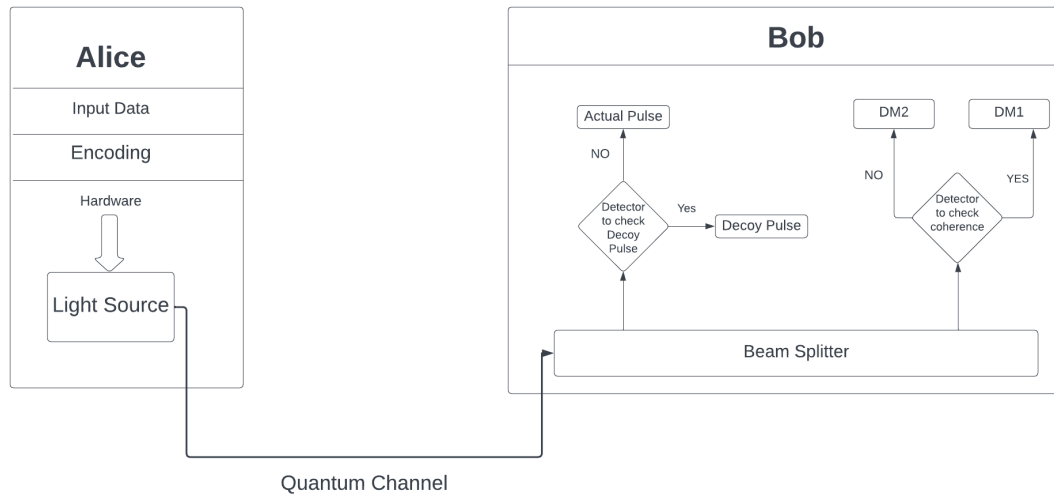 Alice
Input Data
Encoding
Hardware
Light Source
Quantum Channel
Bob
Actual Pulse
NO
Detector
to check
Decoy
Pulse
Yes
Decoy Pulse
DM2
DM1
NO
YES
Detector
to check
coherence
Beam Splitter